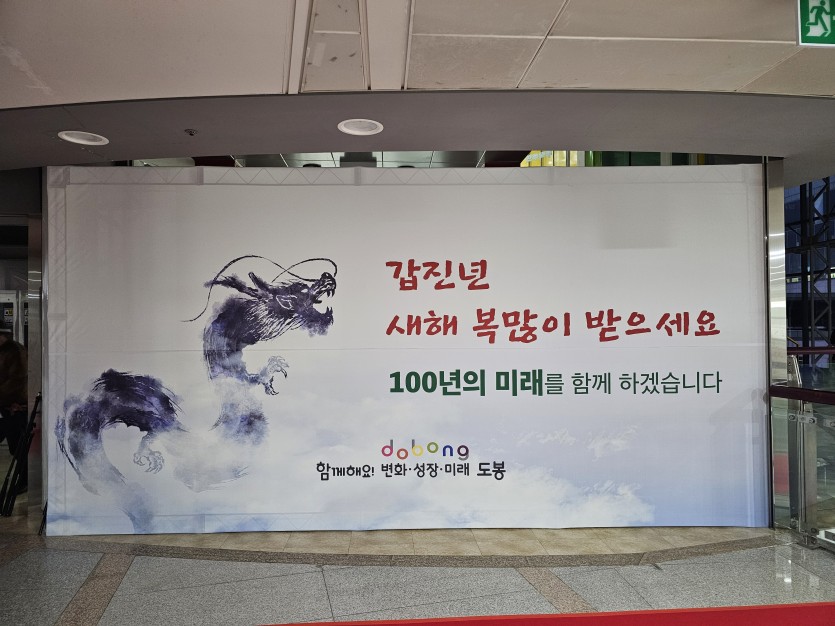 갑진년
새해 복많이 받으세요
100년의 미래를 함께 하겠습니다
dobong
함께해요! 변화·성장·미래 도봉